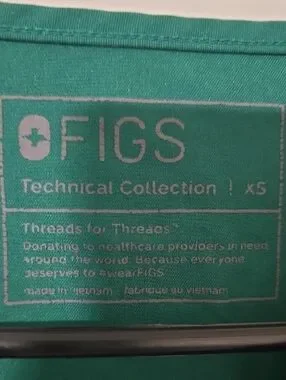 FIGS
Technical Collection | XS
Threads for Threads™
Donating to healthcare providers in need
around the world. Because everyone
deserves to #wearFIGS
made in vietnam fabriqué au vietnam